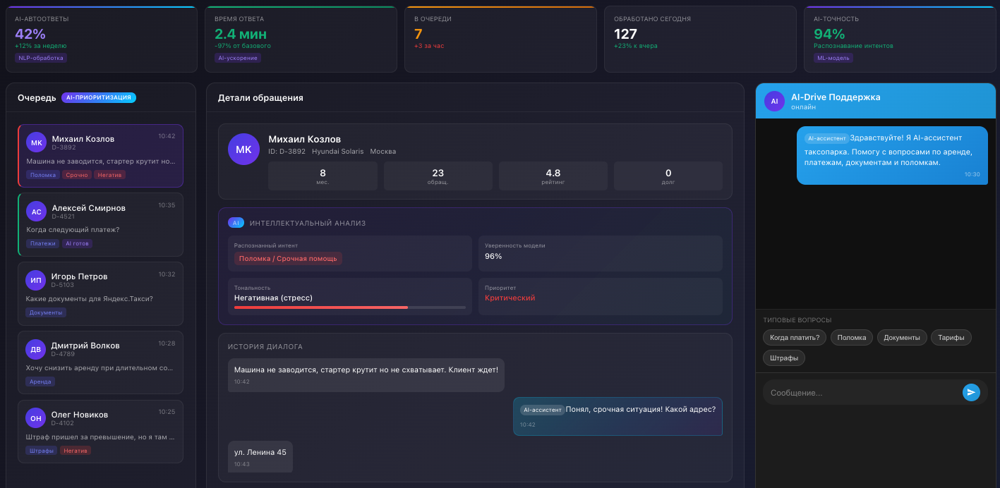 AI-АВТООТВЕТЫ
42%
+12% за неделю
NLP-обработка
ВРЕМЯ ОТВЕТА
2.4 мин
-97% от базового
AI-ускорение
В ОЧЕРЕДИ
7
+3 за час
ОБРАБОТАНО СЕГОДНЯ
127
+23% к вчера
AI-ТОЧНОСТЬ
94%
Распознавание интентов
ML-модель
Очередь
AI-ПРИОРИТИЗАЦИЯ
МК
Михаил Козлов
10:42
D-3892
Машина не заводится, стартер крутит но...
Поломка Срочно Негатив
АС
Алексей Смирнов
10:35
D-4521
Когда следующий платеж?
Платежи AI готов
ИП
Игорь Петров
10:32
D-5103
Какие документы для Яндекс.Такси?
Документы
ДВ
Дмитрий Волков
10:28
D-4789
Хочу снизить аренду при длительном со...
Аренда
ОН
Олег Новиков
10:25
D-4102
Штраф пришел за превышение, но я там ...
Штрафы Негатив
Детали обращения
МК
Михаил Козлов
ID: D-3892 Hyundai Solaris Москва
8
мес.
23
обращ.
4.8
рейтинг
0
долг
AI ИНТЕЛЛЕКТУАЛЬНЫЙ АНАЛИЗ
Распознанный интент
Поломка / Срочная помощь
Уверенность модели
96%
Тональность
Негативная (стресс)
Приоритет
Критический
ИСТОРИЯ ДИАЛОГА
Машина не заводится, стартер крутит но не схватывает. Клиент ждет!
10:42
AI-ассистент Понял, срочная ситуация! Какой адрес?
10:42
ул. Ленина 45
10:43
AI
AI-Drive Поддержка
онлайн
AI-ассистент Здравствуйте! Я AI-ассистент
таксопарка. Помогу с вопросами по аренде,
платежам, документам и поломкам.
10:30
ТИПОВЫЕ ВОПРОСЫ
Когда платить? Поломка Документы Тарифы
Штрафы
Сообщение...